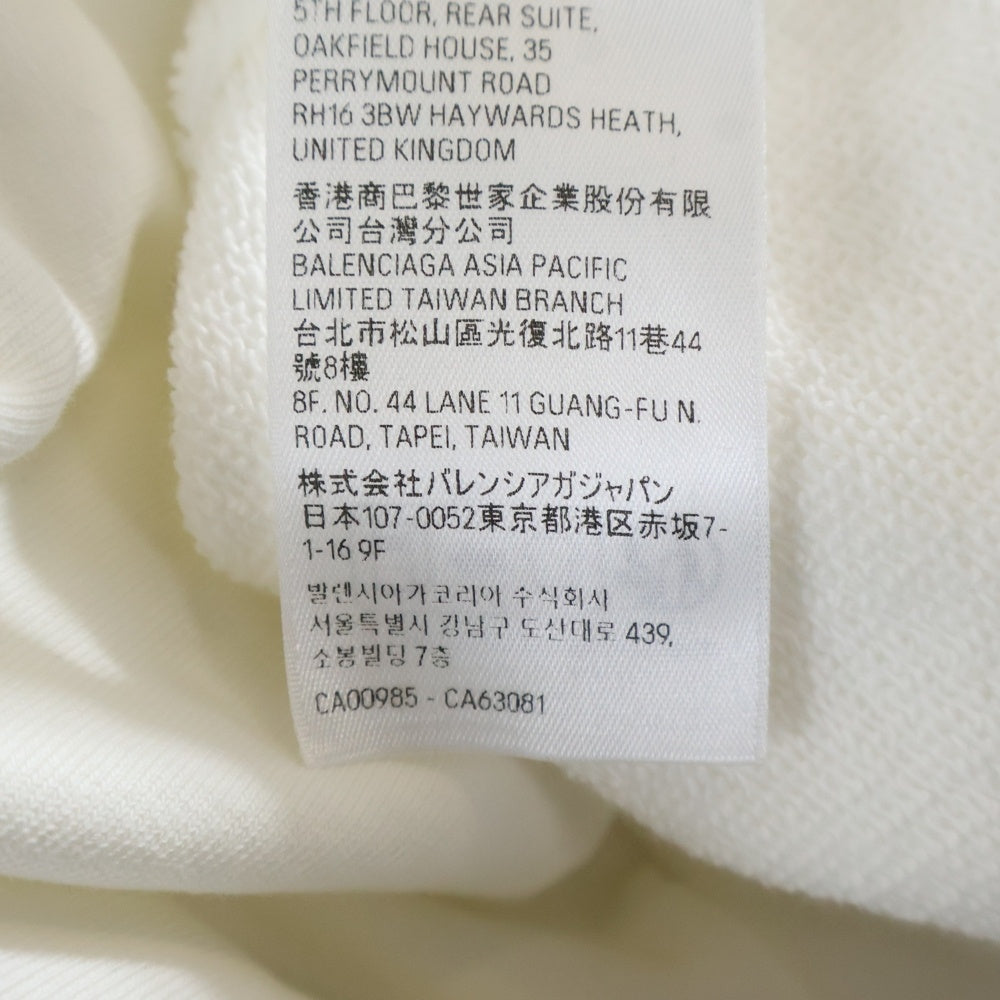 5TH FLOOR, REAR SUITE,
OAKFIELD HOUSE, 35
PERRYMOUNT ROAD
RH16 3BW HAYWARDS HEATH,
UNITED KINGDOM
香港商巴黎世家企業股份有限
公司台灣分公司
BALENCIAGA ASIA PACIFIC
LIMITED TAIWAN BRANCH
台北市松山區光復北路11巷44
號8樓
8F. NO. 44 LANE 11 GUANG-FU N.
ROAD, TAPEI, TAIWAN
株式会社バレンシアガジャパン
日本107-0052東京都港区赤坂7-
1-16 9F
발렌시아가코리아 주식회사
서울특별시 강남구 도산대로 439,
소봉빌딩 7층
CA00985 - CA63081